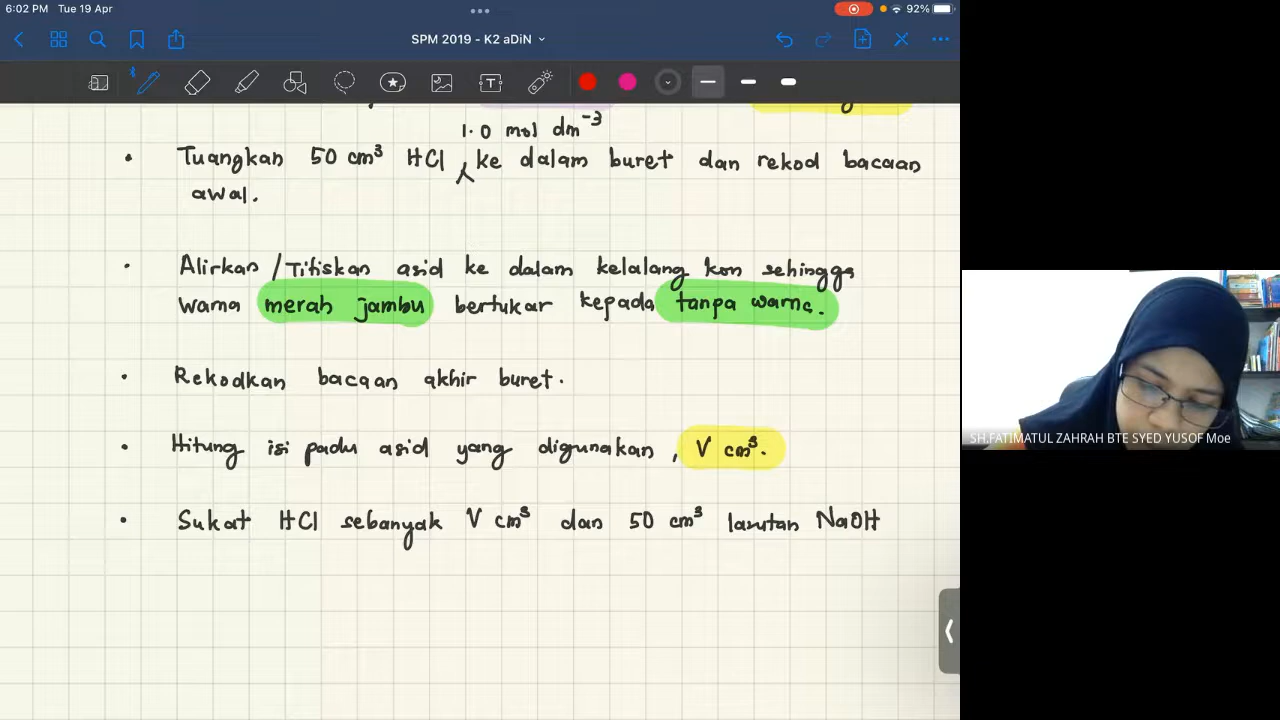 6:02 PM Tue 19 Apr
92%
SPM 2019 - K2 aDiN
T
1.0 mol dm⁻³
• Tuangkan 50 cm³ HCl ke dalam buret dan rekod bacaan
awal.
• Alirkan / Titiskan asid ke dalam kelalang kon sehingga
warna merah jambu bertukar kepada tanpa warna.
• Rekodkan bacaan akhir buret.
• Hitung isi padu asid yang digunakan, V cm³.
• Sukat HCl sebanyak V cm³ dan 50 cm³ larutan NaOH
SH.FATIMATUL ZAHRAH BTE SYED YUSOF Moe